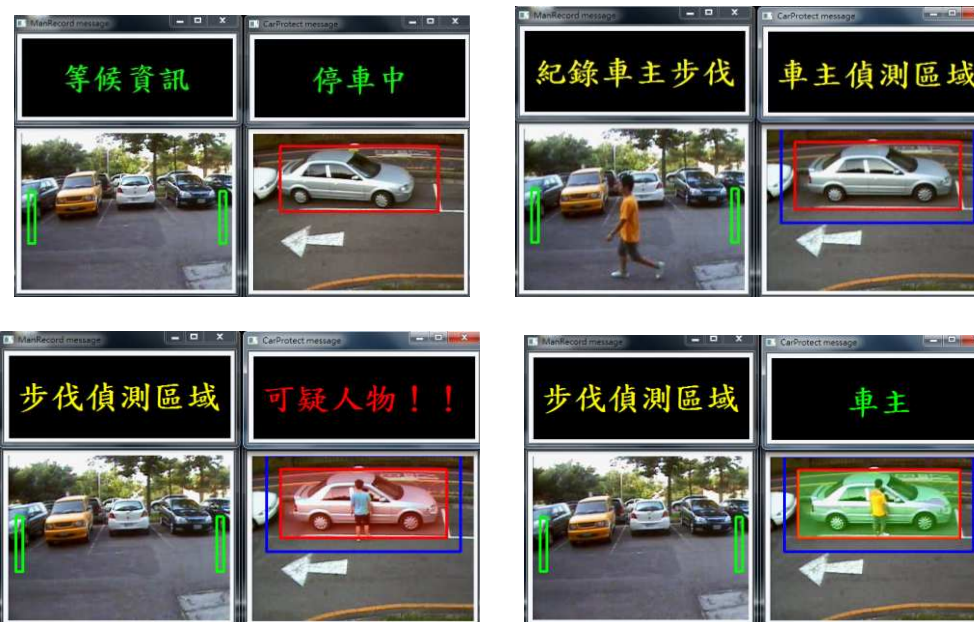 ManRecord message
CarProtect message
等候資訊
停車中
ManRecord message
CarProtect message
紀錄車主步伐
車主偵測區域
ManRecord message
CarProtect message
步伐偵測區域
可疑人物！！
ManRecord message
CarProtect message
步伐偵測區域
車主